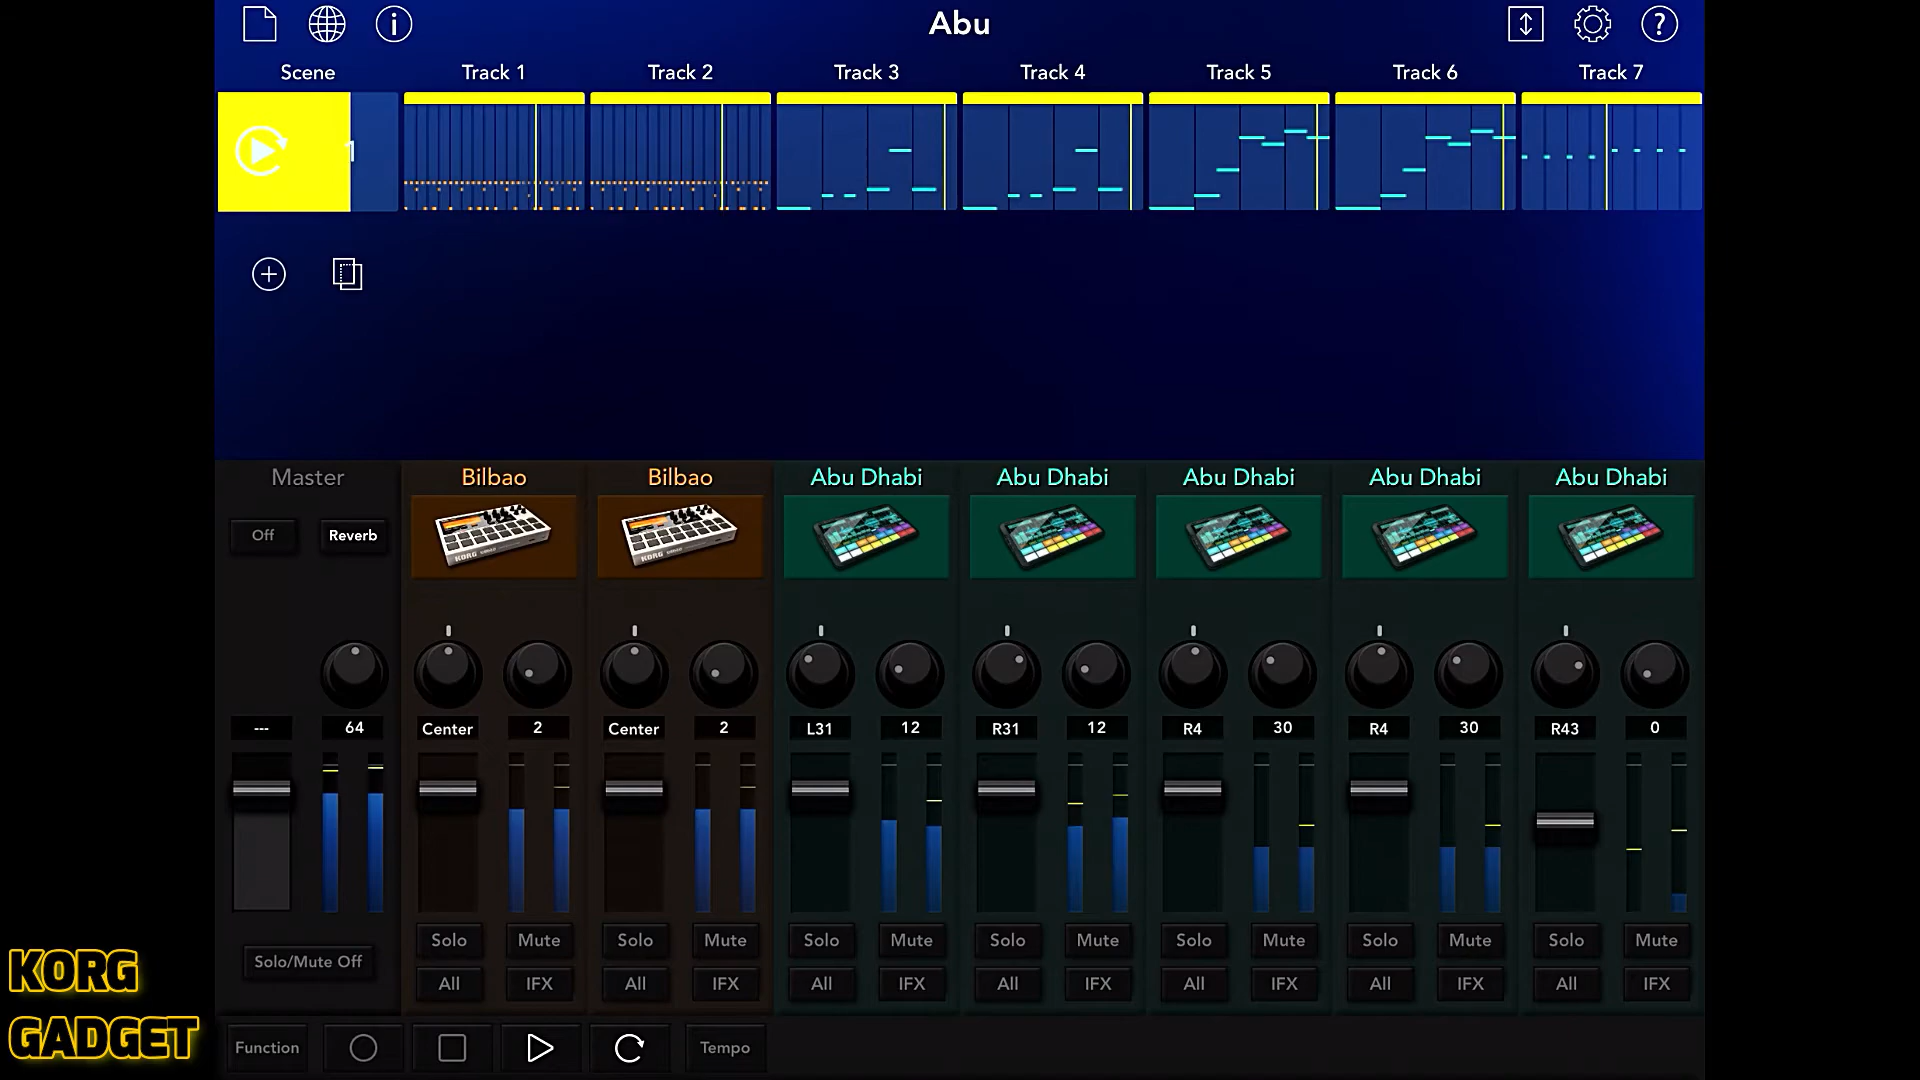 Abu
Scene Track 1 Track 2 Track 3 Track 4 Track 5 Track 6 Track 7
1
Master Bilbao Bilbao Abu Dhabi Abu Dhabi Abu Dhabi Abu Dhabi Abu Dhabi
Off Reverb
--- 64 Center 2 Center 2 L31 12 R31 12 R4 30 R4 30 R43 0
Solo Mute Solo Mute Solo Mute Solo Mute Solo Mute Solo Mute Solo Mute
Solo/Mute Off
All IFX All IFX All IFX All IFX All IFX All IFX All IFX
Function Tempo
KORG
GADGET